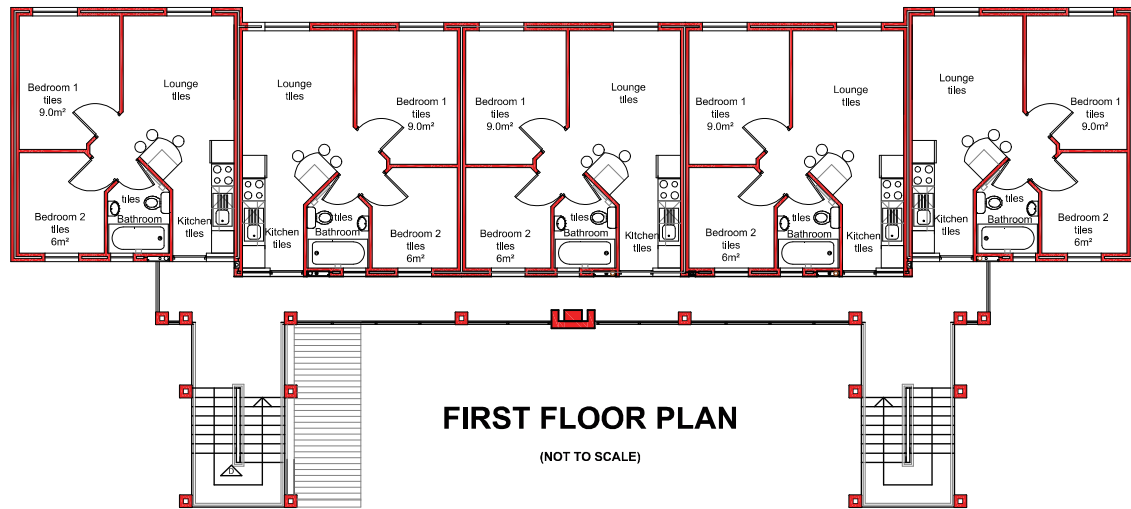 Bedroom 1
tiles
9.0m²
Lounge
tiles
Bedroom 2
tiles
6m²
tiles
Bathroom
Kitchen
tiles
Lounge
tiles
Bedroom 1
tiles
9.0m²
Kitchen
tiles
tiles
Bathroom
Bedroom 2
tiles
6m²
Bedroom 1
tiles
9.0m²
Lounge
tiles
Bedroom 2
tiles
6m²
tiles
Bathroom
Kitchen
tiles
Bedroom 1
tiles
9.0m²
Lounge
tiles
Bedroom 2
tiles
6m²
tiles
Bathroom
Kitchen
tiles
Lounge
tiles
Bedroom 1
tiles
9.0m²
Kitchen
tiles
tiles
Bathroom
Bedroom 2
tiles
6m²
D
FIRST FLOOR PLAN
(NOT TO SCALE)